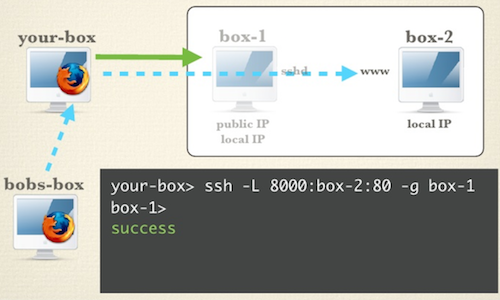 your-box
box-1
box-2
sshd
www
public IP
local IP
local IP
bobs-box
your-box> ssh -L 8000:box-2:80 -g box-1
box-1>
success